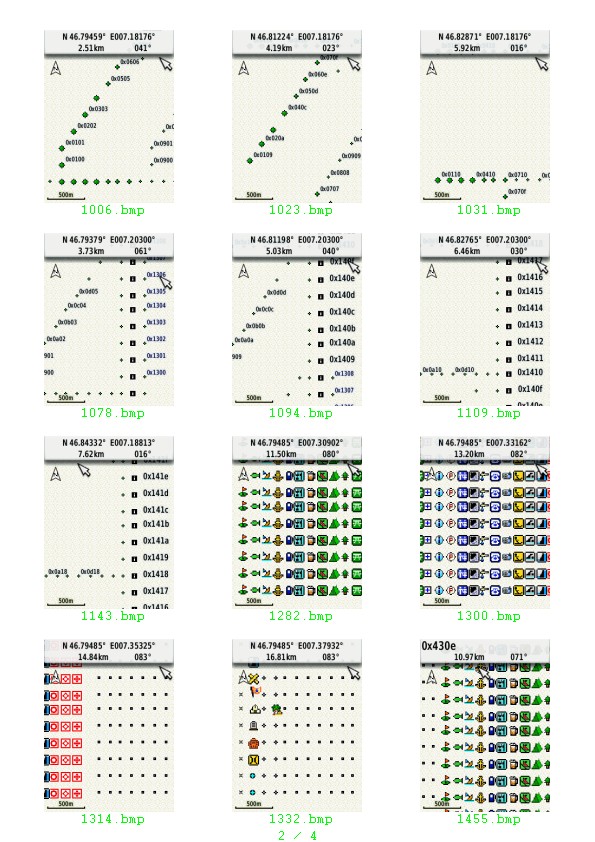 N 46.79459° E007.18176°
2.51km 041°
0x0606
0x0505
0x0303
0x0202
0x0101
0x0901
0x0100
0x0900
500m
1006.bmp
N 46.81224° E007.18176°
4.19km 023°
0x070f
0x060e
0x050d
0x040c
0x020a
0x0109
0x0909
0x0808
0x0707
500m
1023.bmp
N 46.82871° E007.18176°
5.92km 016°
0x0110 0x0410 0x0710
0x070f
500m
1031.bmp
N 46.79379° E007.20300°
3.73km 061°
0x1307
0x1306
0x0d05 0x1305
0x0c04 0x1304
0x0b03 0x1303
0x0a02 0x1302
901 0x1301
900 0x1300
500m
1078.bmp
N 46.81198° E007.20300°
5.03km 040°
0x140f
0x140e
0x0d0d 0x140d
0x0c0c 0x140c
0x0b0b 0x140b
0x0a0a 0x140a
909 0x1409
0x1308
0x1307
500m
1094.bmp
N 46.82765° E007.20300°
6.46km 030°
0x1417
0x1416
0x1415
0x1414
0x1413
0x1412
0x1411
0x0a10 0x0d10 0x1410
0x140f
0x140e
500m
1109.bmp
N 46.84332° E007.18813°
7.62km 016°
0x141f
0x141e
0x141d
0x141c
0x141b
0x141a
0x1419
0x0a18 0x0d18 0x1418
0x1417
0x1416
500m
1143.bmp
N 46.79485° E007.30902°
11.50km 080°
500m
1282.bmp
N 46.79485° E007.33162°
13.20km 082°
500m
1300.bmp
N 46.79485° E007.35325°
14.84km 083°
500m
1314.bmp
N 46.79485° E007.37932°
16.81km 083°
500m
1332.bmp
0x430e
10.97km 071°
500m
1455.bmp
2 / 4